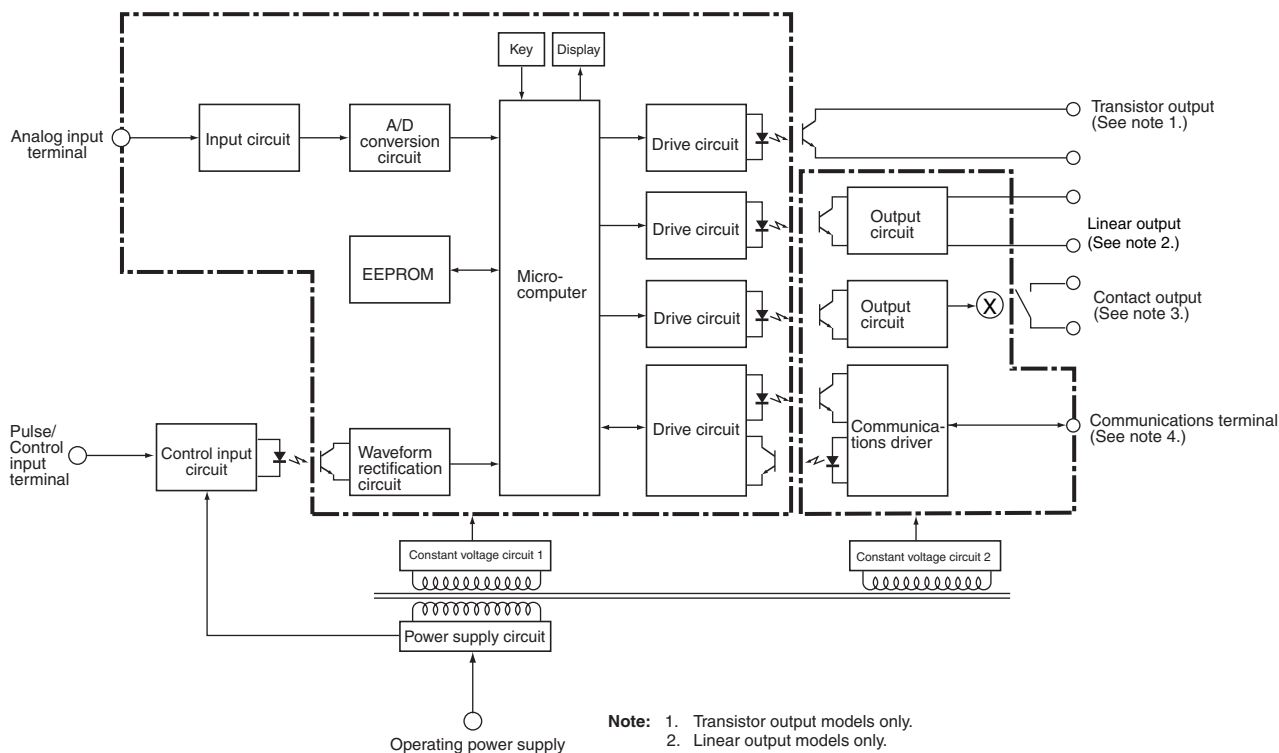 Key
Display
Analog input
terminal
Input circuit
A/D
conversion
circuit
Drive circuit
Transistor output
(See note 1.)
Drive circuit
Output
circuit
Linear output
(See note 2.)
EEPROM
Micro-
computer
Drive circuit
Output
circuit
X
Contact output
(See note 3.)
Pulse/
Control
input
terminal
Control input
circuit
Waveform
rectification
circuit
Drive circuit
Communica-
tions driver
Communications terminal
(See note 4.)
Constant voltage circuit 1
Constant voltage circuit 2
Power supply circuit
Operating power supply
Note: 1. Transistor output models only.
2. Linear output models only.